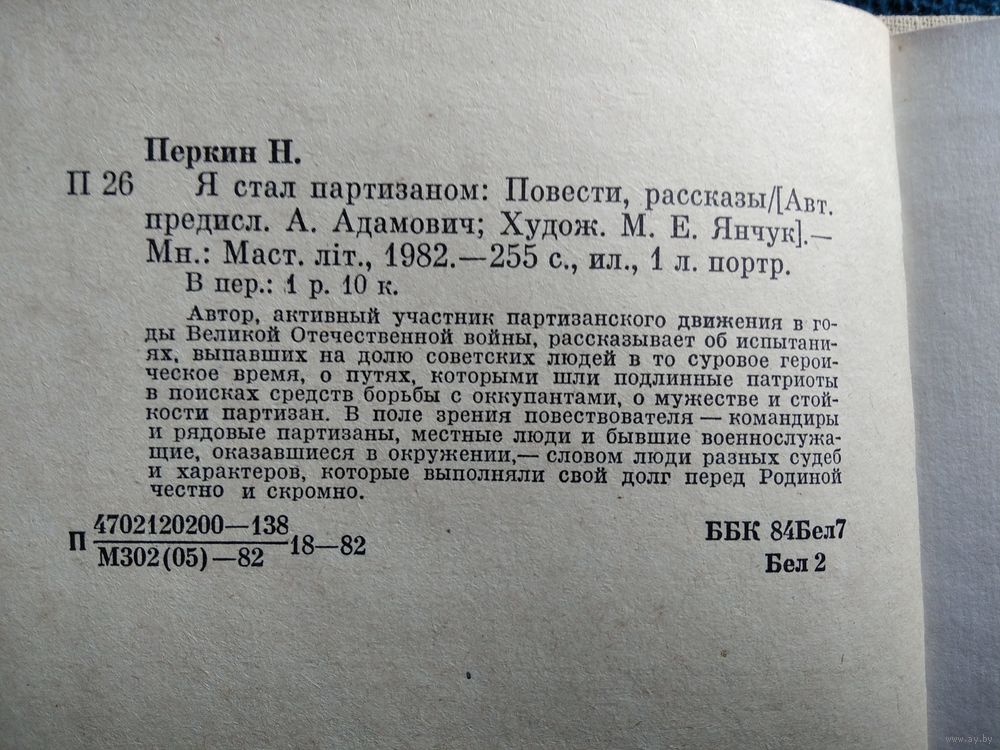 Перкин Н.
П 26 Я стал партизаном: Повести, рассказы/[Авт.
предисл. А. Адамович; Худож. М. Е. Янчук].—
Мн.: Маст. літ., 1982.—255 с., ил., 1 л. портр.
В пер.: 1 р. 10 к.
Автор, активный участник партизанского движения в го-
ды Великой Отечественной войны, рассказывает об испытани-
ях, выпавших на долю советских людей в то суровое герои-
ческое время, о путях, которыми шли подлинные патриоты
в поисках средств борьбы с оккупантами, о мужестве и стой-
кости партизан. В поле зрения повествователя — командиры
и рядовые партизаны, местные люди и бывшие военнослужа-
щие, оказавшиеся в окружении,— словом люди разных судеб
и характеров, которые выполняли свой долг перед Родиной
честно и скромно.
П 4702120200—138
М302(05)—82 18—82
ББК 84Бел7
Бел 2
www.ay.by